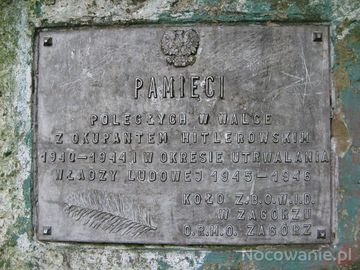 PAMIĘCI
POLEGŁYCH W WALCE
Z OKUPANTEM HITLEROWSKIM
1940-1944 I W OKRESIE UTRWALANIA
WŁADZY LUDOWEJ 1945-1946
KOŁO Z.B.O.W.I.D.
W ZAGÓRZU
O.R.M.O. ZAGÓRZ
Nocowanie.pl